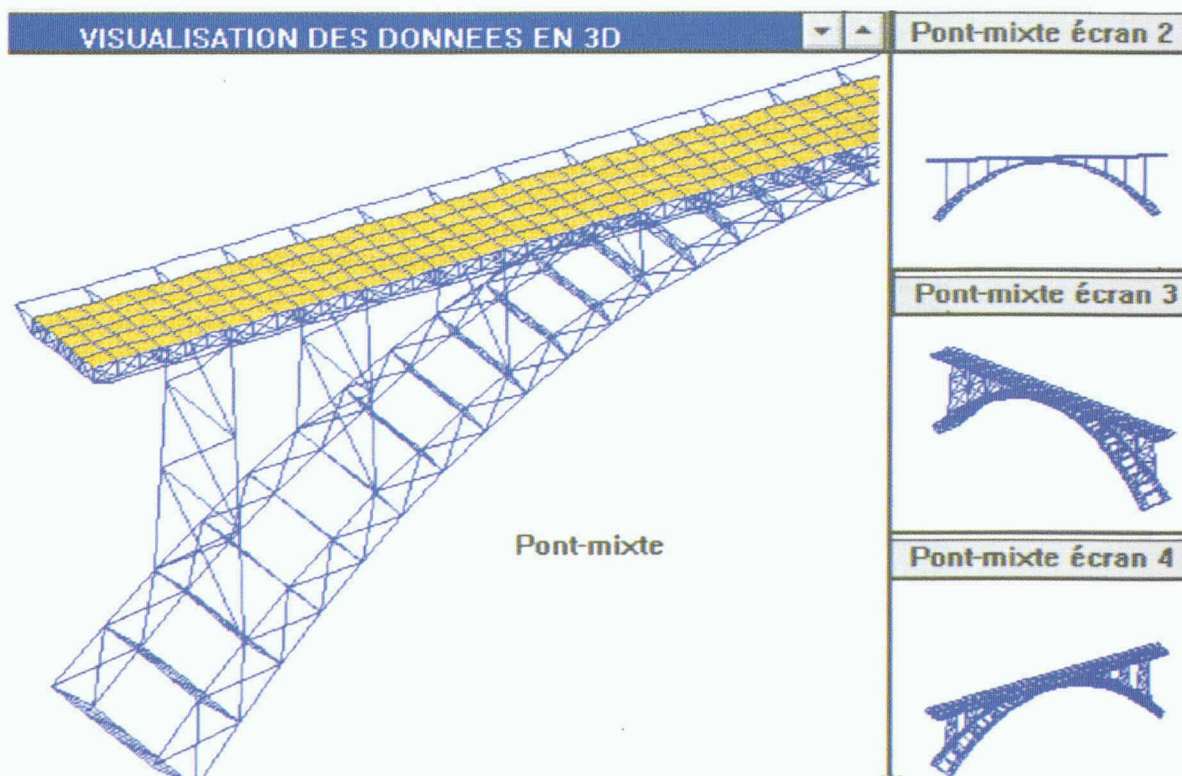 VISUALISATION DES DONNEES EN 3D
Pont-mixte écran 2
Pont-mixte écran 3
Pont-mixte
Pont-mixte écran 4